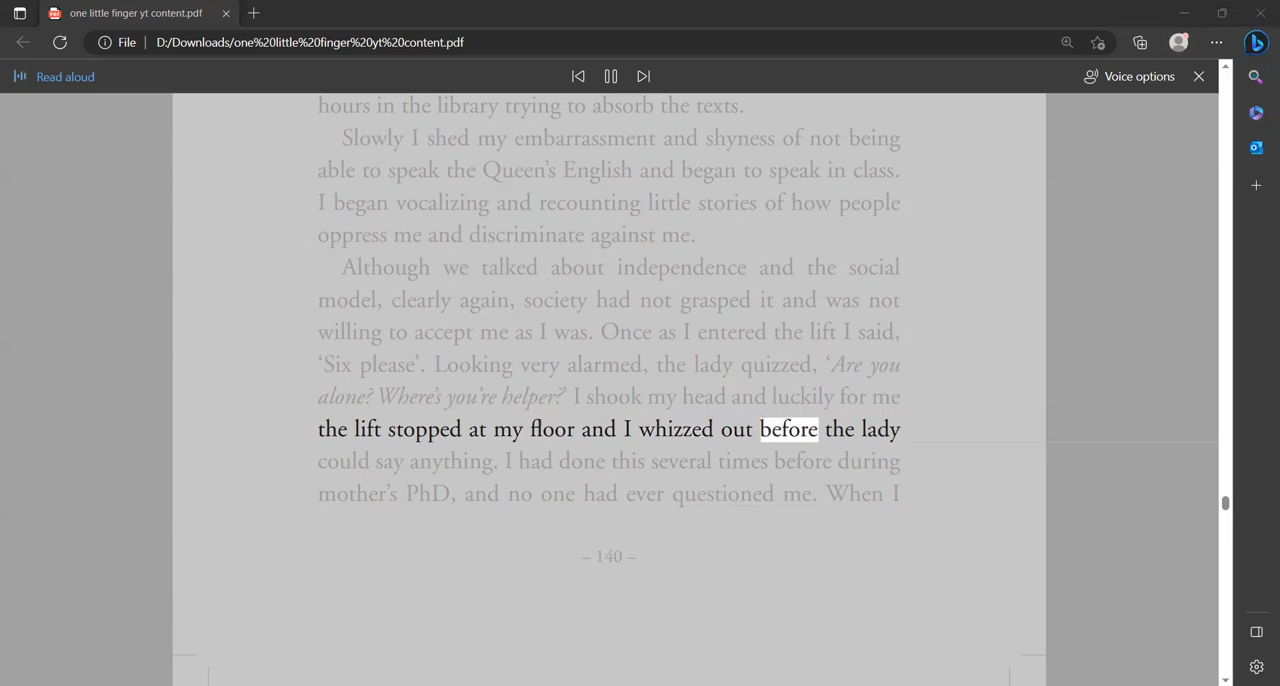 one little finger yt content.pdf
File
D:/Downloads/one%20little%20finger%20yt%20content.pdf
Read aloud
Voice options
hours in the library trying to absorb the texts.
Slowly I shed my embarrassment and shyness of not being
able to speak the Queen’s English and began to speak in class.
I began vocalizing and recounting little stories of how people
oppress me and discriminate against me.
Although we talked about independence and the social
model, clearly again, society had not grasped it and was not
willing to accept me as I was. Once as I entered the lift I said,
‘Six please’. Looking very alarmed, the lady quizzed, ‘Are you
alone? Where’s you’re helper?’ I shook my head and luckily for me
the lift stopped at my floor and I whizzed out before the lady
could say anything. I had done this several times before during
mother’s PhD, and no one had ever questioned me. When I
– 140 –